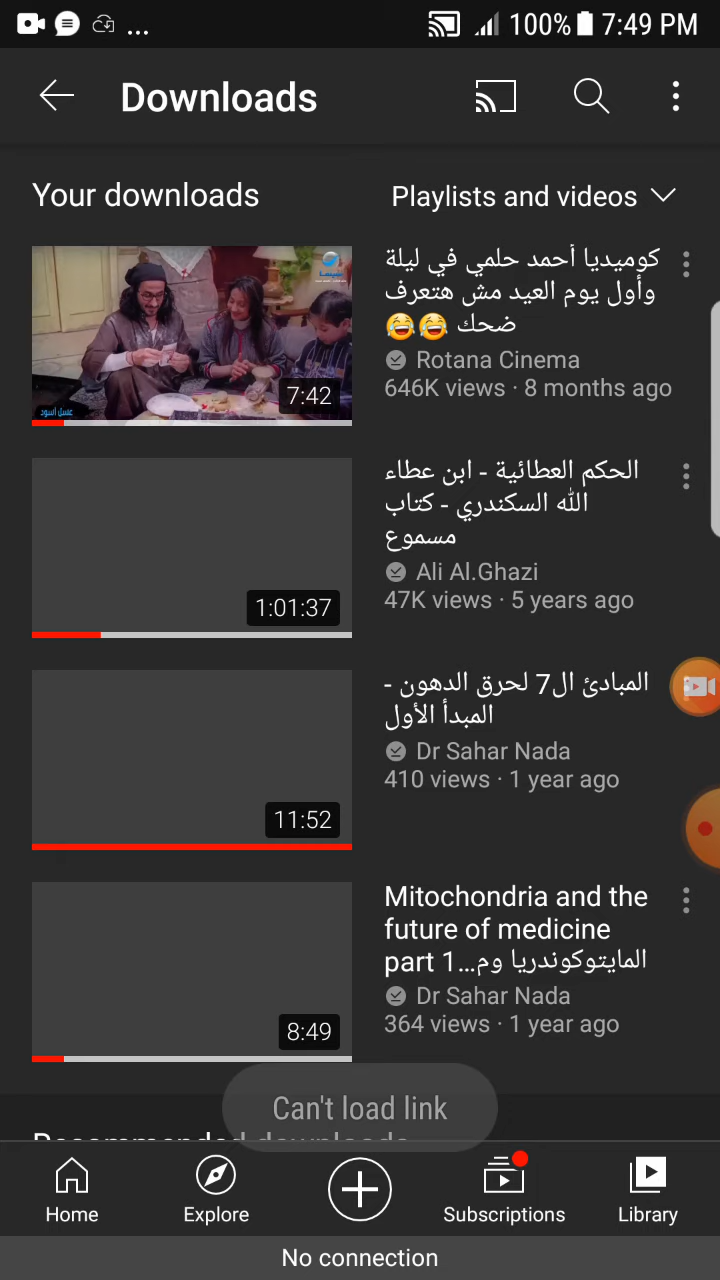 ... 100% 7:49 PM
Downloads
Your downloads
Playlists and videos
عسل أسود
7:42
كوميديا أحمد حلمي في ليلة
وأول يوم العيد مش هتعرف
ضحك 😂😂
Rotana Cinema
646K views · 8 months ago
1:01:37
الحكم العطائية - ابن عطاء
الله السكندري - كتاب
مسموع
Ali Al.Ghazi
47K views · 5 years ago
11:52
المبادئ ال7 لحرق الدهون -
المبدأ الأول
Dr Sahar Nada
410 views · 1 year ago
8:49
Mitochondria and the
future of medicine
part 1...المايتوكوندريا وم
Dr Sahar Nada
364 views · 1 year ago
Can't load link
Recommended downloads
Home
Explore
Subscriptions
Library
No connection